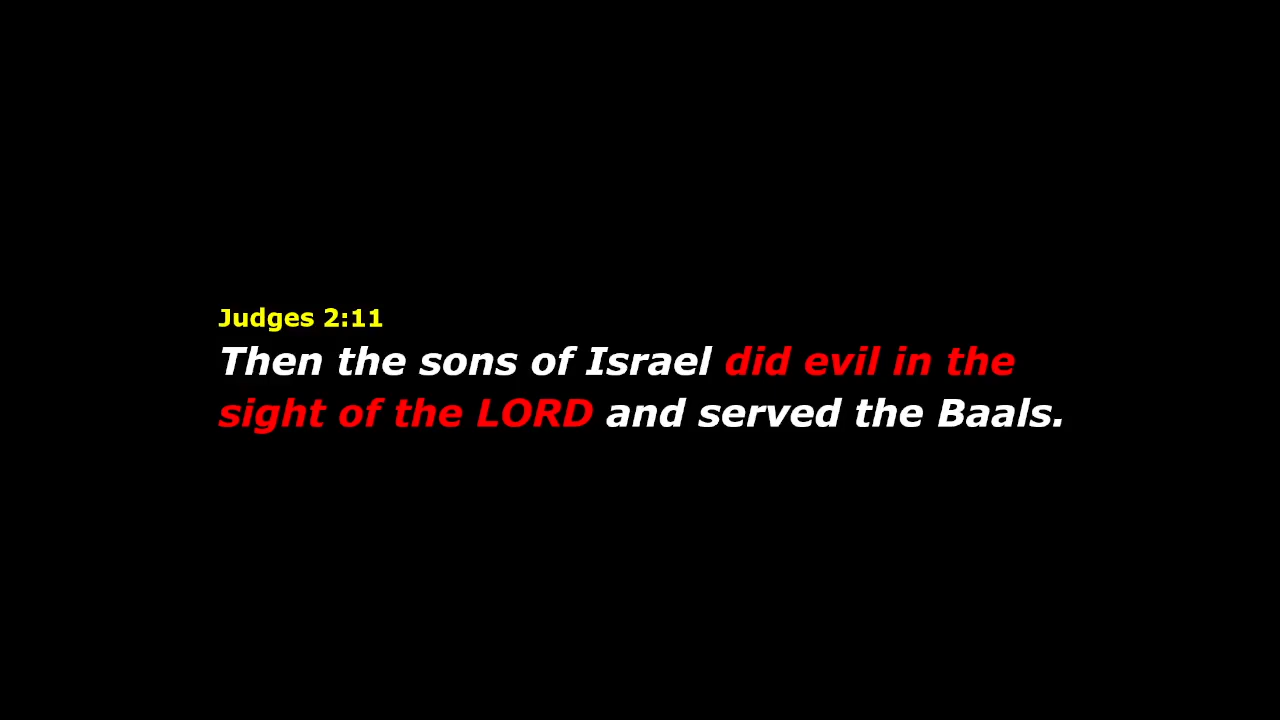 Judges 2:11
Then the sons of Israel did evil in the
sight of the LORD and served the Baals.